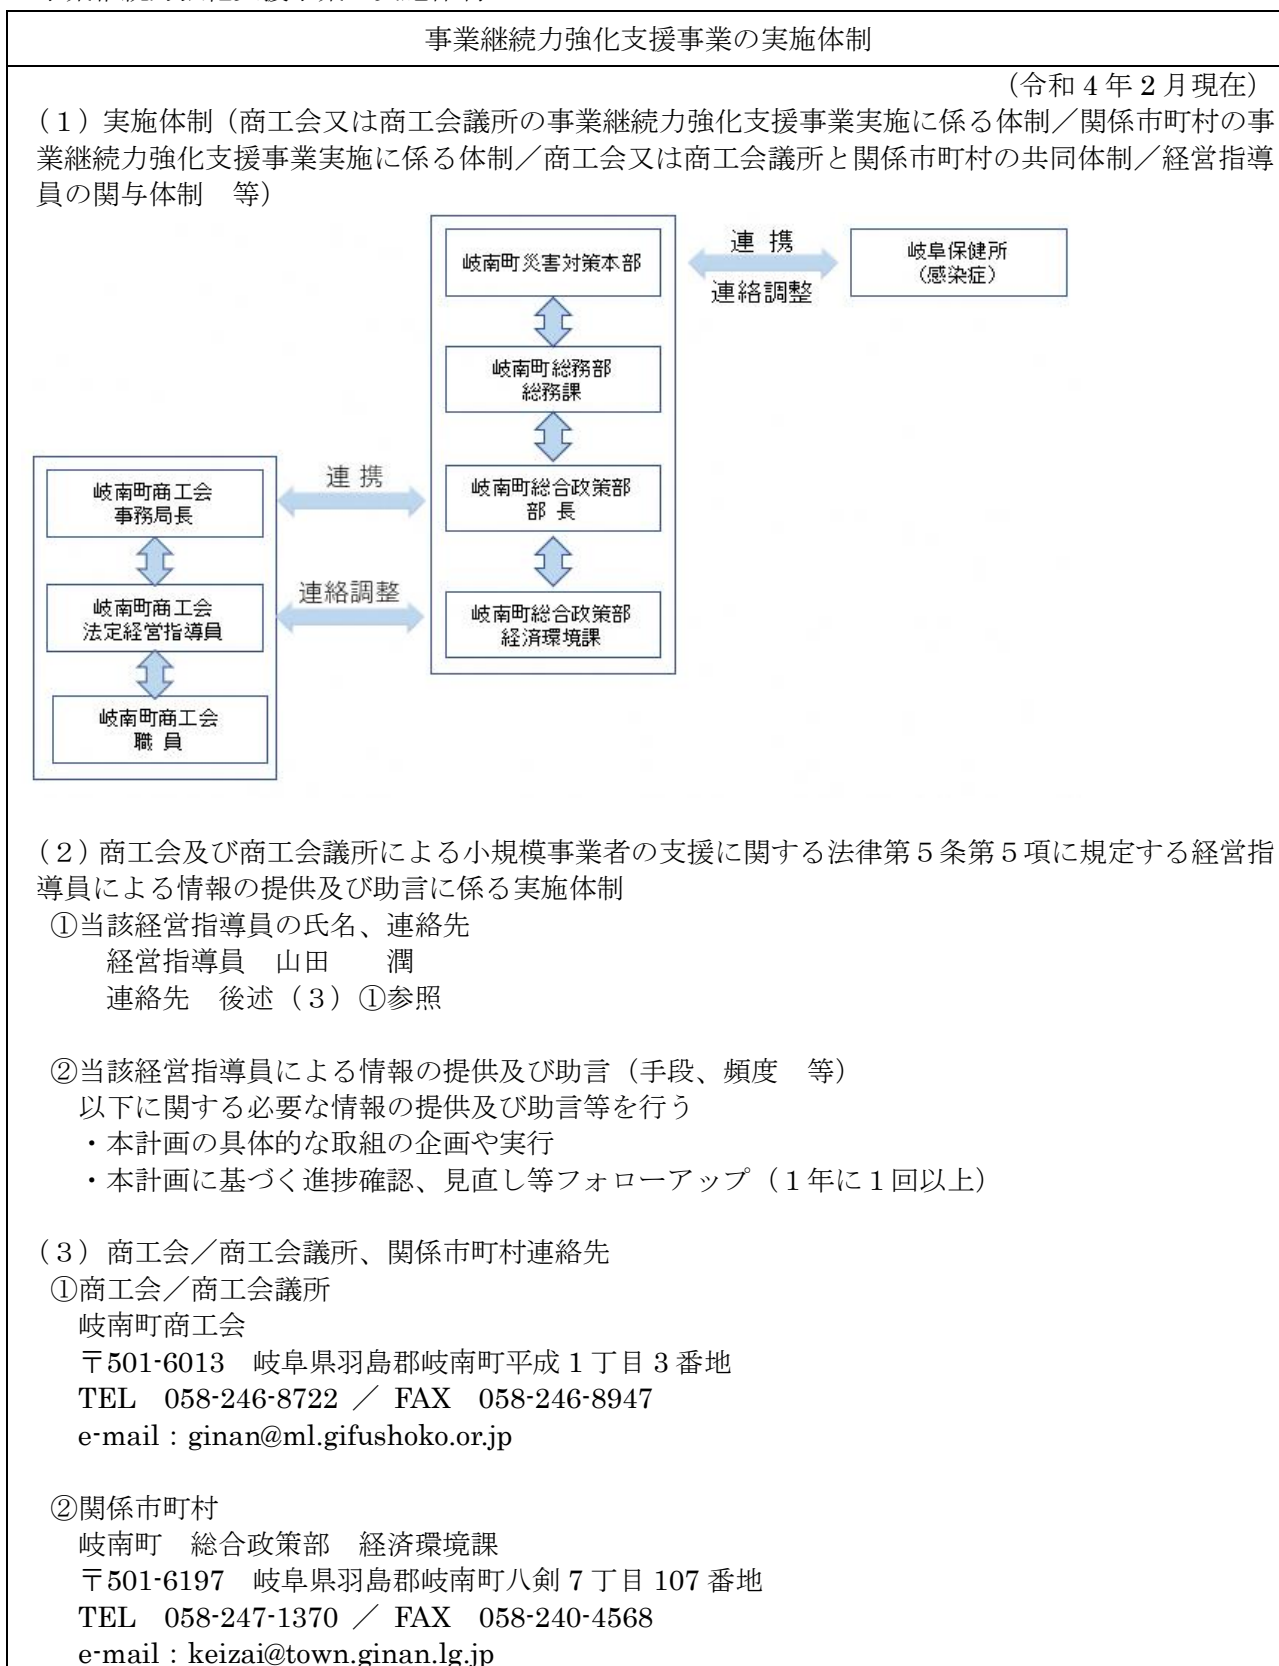 事業継続力強化支援事業の実施体制
（令和 4 年 2 月現在）
（１）実施体制（商工会又は商工会議所の事業継続力強化支援事業実施に係る体制／関係市町村の事
業継続力強化支援事業実施に係る体制／商工会又は商工会議所と関係市町村の共同体制／経営指導
員の関与体制　等）
岐南町災害対策本部
連 携
連絡調整
岐阜保健所
（感染症）
岐南町総務部
総務課
岐南町商工会
事務局長
連 携
岐南町総合政策部
部 長
岐南町商工会
法定経営指導員
連絡調整
岐南町総合政策部
経済環境課
岐南町商工会
職 員
（２）商工会及び商工会議所による小規模事業者の支援に関する法律第５条第５項に規定する経営指
導員による情報の提供及び助言に係る実施体制
①当該経営指導員の氏名、連絡先
経営指導員　山田　　潤
連絡先　後述（３）①参照
②当該経営指導員による情報の提供及び助言（手段、頻度　等）
以下に関する必要な情報の提供及び助言等を行う
・本計画の具体的な取組の企画や実行
・本計画に基づく進捗確認、見直し等フォローアップ（１年に１回以上）
（３）商工会／商工会議所、関係市町村連絡先
①商工会／商工会議所
岐南町商工会
〒501-6013　岐阜県羽島郡岐南町平成 1 丁目 3 番地
TEL　058-246-8722 ／ FAX　058-246-8947
e-mail：ginan@ml.gifushoko.or.jp
②関係市町村
岐南町　総合政策部　経済環境課
〒501-6197　岐阜県羽島郡岐南町八剣 7 丁目 107 番地
TEL　058-247-1370 ／ FAX　058-240-4568
e-mail：keizai@town.ginan.lg.jp